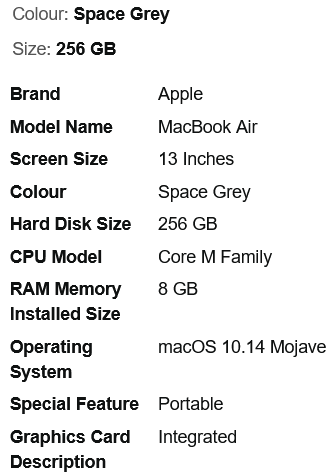 Colour: Space Grey
Size: 256 GB
Brand Apple
Model Name MacBook Air
Screen Size 13 Inches
Colour Space Grey
Hard Disk Size 256 GB
CPU Model Core M Family
RAM Memory 8 GB
Installed Size
Operating macOS 10.14 Mojave
System
Special Feature Portable
Graphics Card Integrated
Description